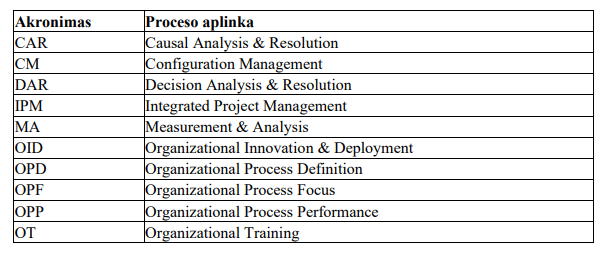 Akronimas Proceso aplinka
CAR Causal Analysis & Resolution
CM Configuration Management
DAR Decision Analysis & Resolution
IPM Integrated Project Management
MA Measurement & Analysis
OID Organizational Innovation & Deployment
OPD Organizational Process Definition
OPF Organizational Process Focus
OPP Organizational Process Performance
OT Organizational Training